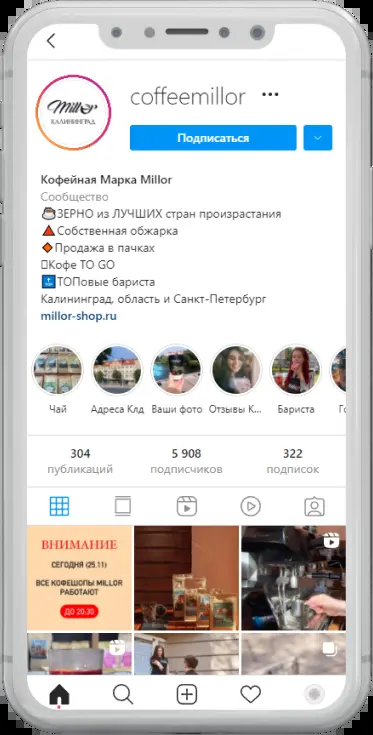 coffeemillor ...
Millor
КАЛИНИНГРАД
Подписаться
Кофейная Марка Millor
Сообщество
ЗЕРНО из ЛУЧШИХ стран произрастания
Собственная обжарка
Продажа в пачках
Кофе TO GO
ТОПовые бариста
Калининград, область и Санкт-Петербург
millor-shop.ru
Чай Адреса Клд Ваши фото Отзывы К... Бариста
304 5 908 322
публикаций подписчиков подписок
ВНИМАНИЕ
СЕГОДНЯ (25.11)
ВСЕ КОФЕШОПЫ MILLOR
РАБОТАЮТ
ДО 20.30